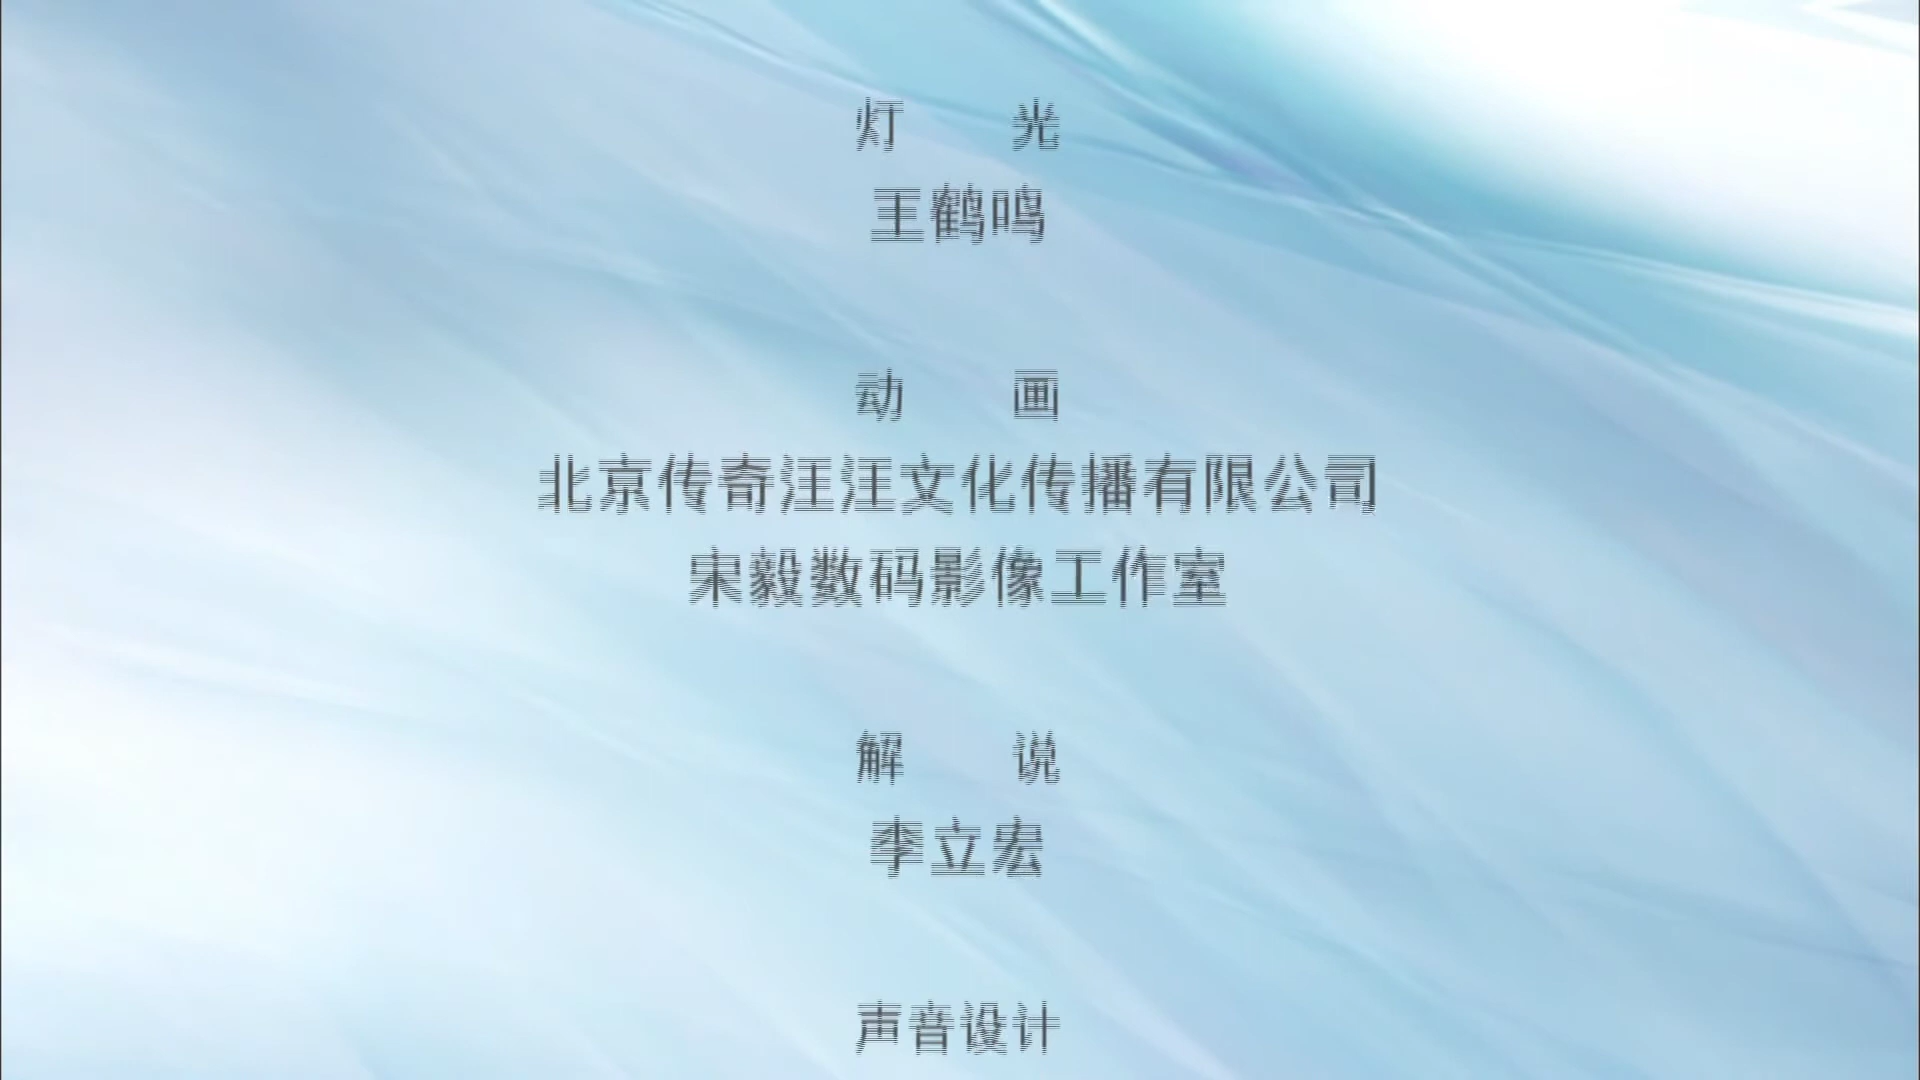 灯 光
王鹤鸣
动 画
北京传奇汪汪文化传播有限公司
宋毅数码影像工作室
解 说
李立宏
声音设计